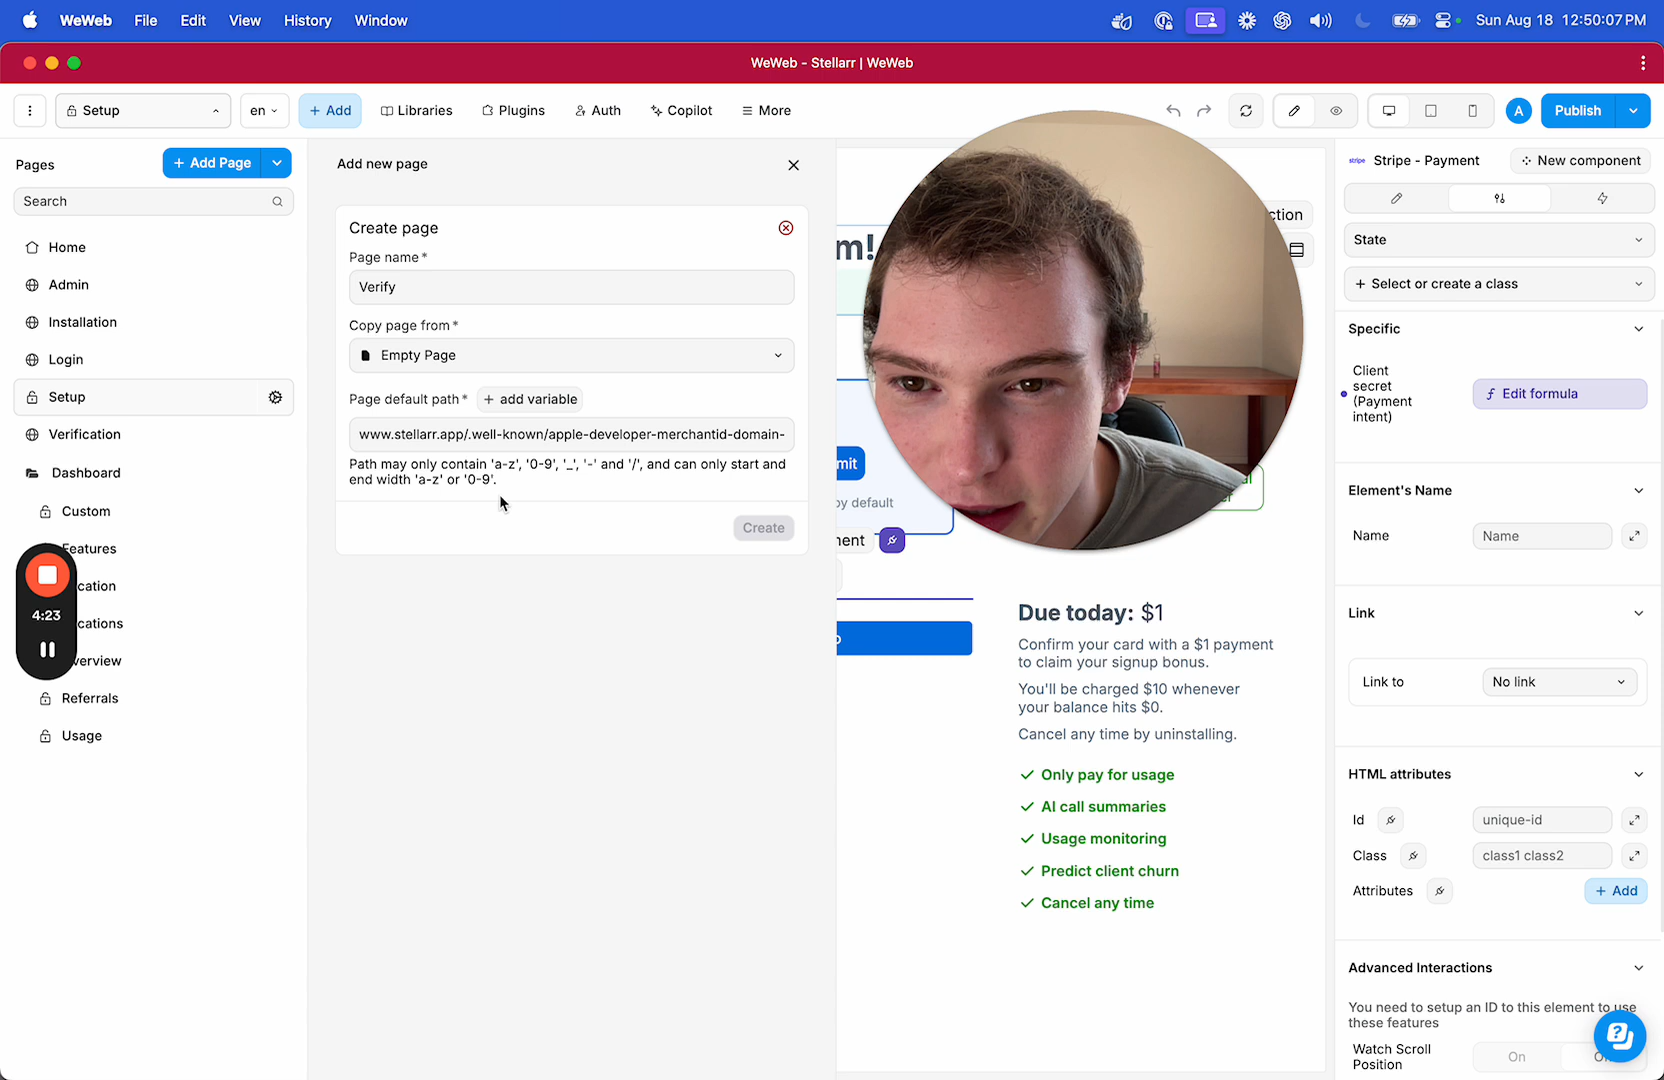 WeWeb File Edit View History Window
Sun Aug 18 12:50:07 PM
WeWeb - Stellarr | WeWeb
Setup
en
+ Add
Libraries
Plugins
Auth
Copilot
More
A
Publish
Pages
+ Add Page
Search
Home
Admin
Installation
Login
Setup
Verification
Dashboard
Custom
Features
cation
cations
verview
Referrals
Usage
4:23
Add new page
Create page
Page name *
Verify
Copy page from *
Empty Page
Page default path *
+ add variable
www.stellarr.app/.well-known/apple-developer-merchantid-domain-
Path may only contain 'a-z', '0-9', '_', '-' and '/', and can only start and
end width 'a-z' or '0-9'.
Create
m!
ction
mit
by default
ment
Due today: $1
Confirm your card with a $1 payment
to claim your signup bonus.
You'll be charged $10 whenever
your balance hits $0.
Cancel any time by uninstalling.
Only pay for usage
AI call summaries
Usage monitoring
Predict client churn
Cancel any time
stripe
Stripe - Payment
New component
State
+ Select or create a class
Specific
Client
secret
(Payment
intent)
Edit formula
Element's Name
Name
Name
Link
Link to
No link
HTML attributes
Id
unique-id
Class
class1 class2
Attributes
+ Add
Advanced Interactions
You need to setup an ID to this element to use
these features
Watch Scroll
Position
On